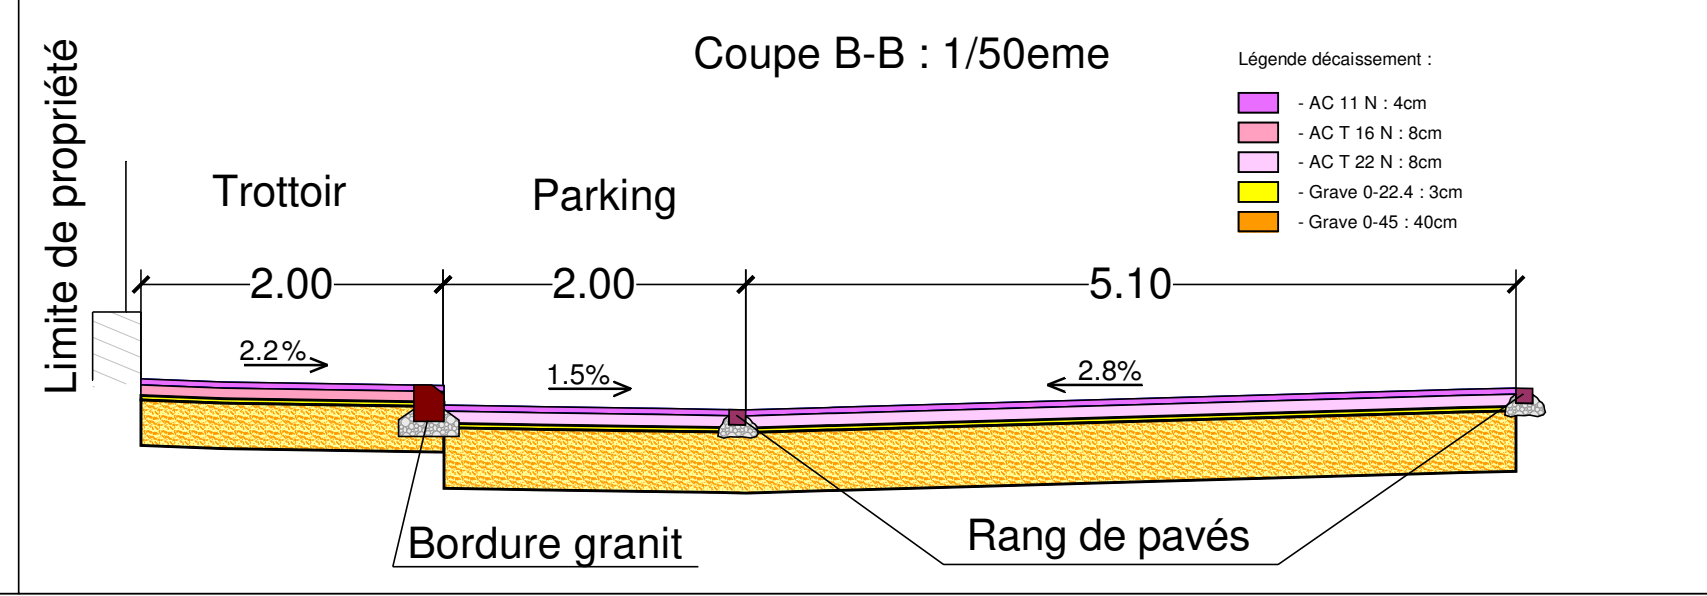 Coupe B-B : 1/50eme
Légende décaissement :
- AC 11 N : 4cm
- AC T 16 N : 8cm
- AC T 22 N : 8cm
- Grave 0-22.4 : 3cm
- Grave 0-45 : 40cm
Limite de propriété
Trottoir
Parking
2.00
2.00
5.10
2.2%
1.5%
2.8%
Bordure granit
Rang de pavés